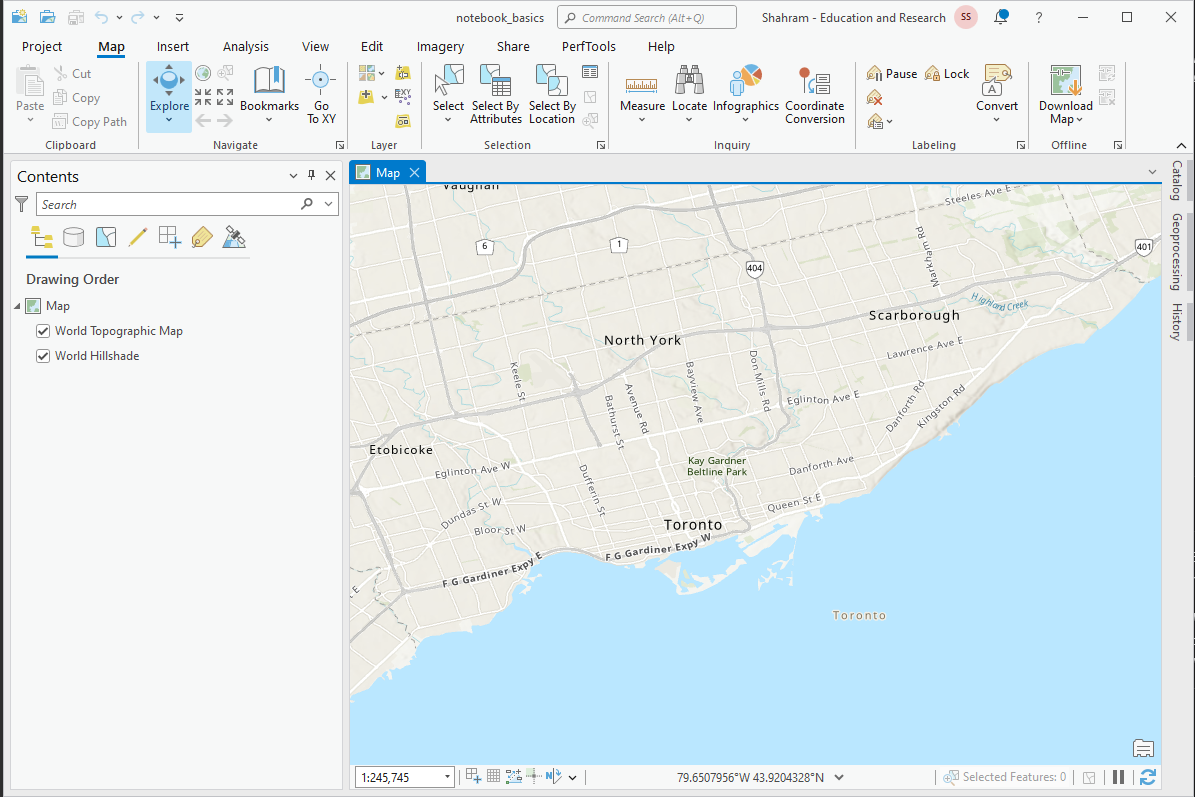 notebook_basics
Command Search (Alt+Q)
Shahram - Education and Research
SS
?
Project
Map
Insert
Analysis
View
Edit
Imagery
Share
PerfTools
Help
Paste
Cut
Copy
Copy Path
Clipboard
Explore
Bookmarks
Go
To XY
Navigate
Layer
Select
Select By
Attributes
Select By
Location
Selection
Measure
Locate
Infographics
Coordinate
Conversion
Inquiry
Pause
Lock
Convert
Labeling
Download
Map
Offline
Contents
Search
Drawing Order
Map
World Topographic Map
World Hillshade
Map
Vaughan
Steeles Ave E
6
1
404
401
Markham Rd
Highland Creek
Scarborough
North York
Lawrence Ave E
Keele St
Avenue Rd
Bathurst St
Bayview Ave
Don Mills Rd
Eglinton Ave E
Danforth Rd
Kingston Rd
Etobicoke
Eglinton Ave W
Kay Gardner
Beltline Park
Danforth Ave
Dufferin St
Dundas St W
Bloor St W
Queen St E
Toronto
F G Gardiner Expy W
F G Gardiner Expy E
E
Toronto
1:245,745
79.6507956°W 43.9204328°N
Selected Features: 0
Catalog
Geoprocessing
History